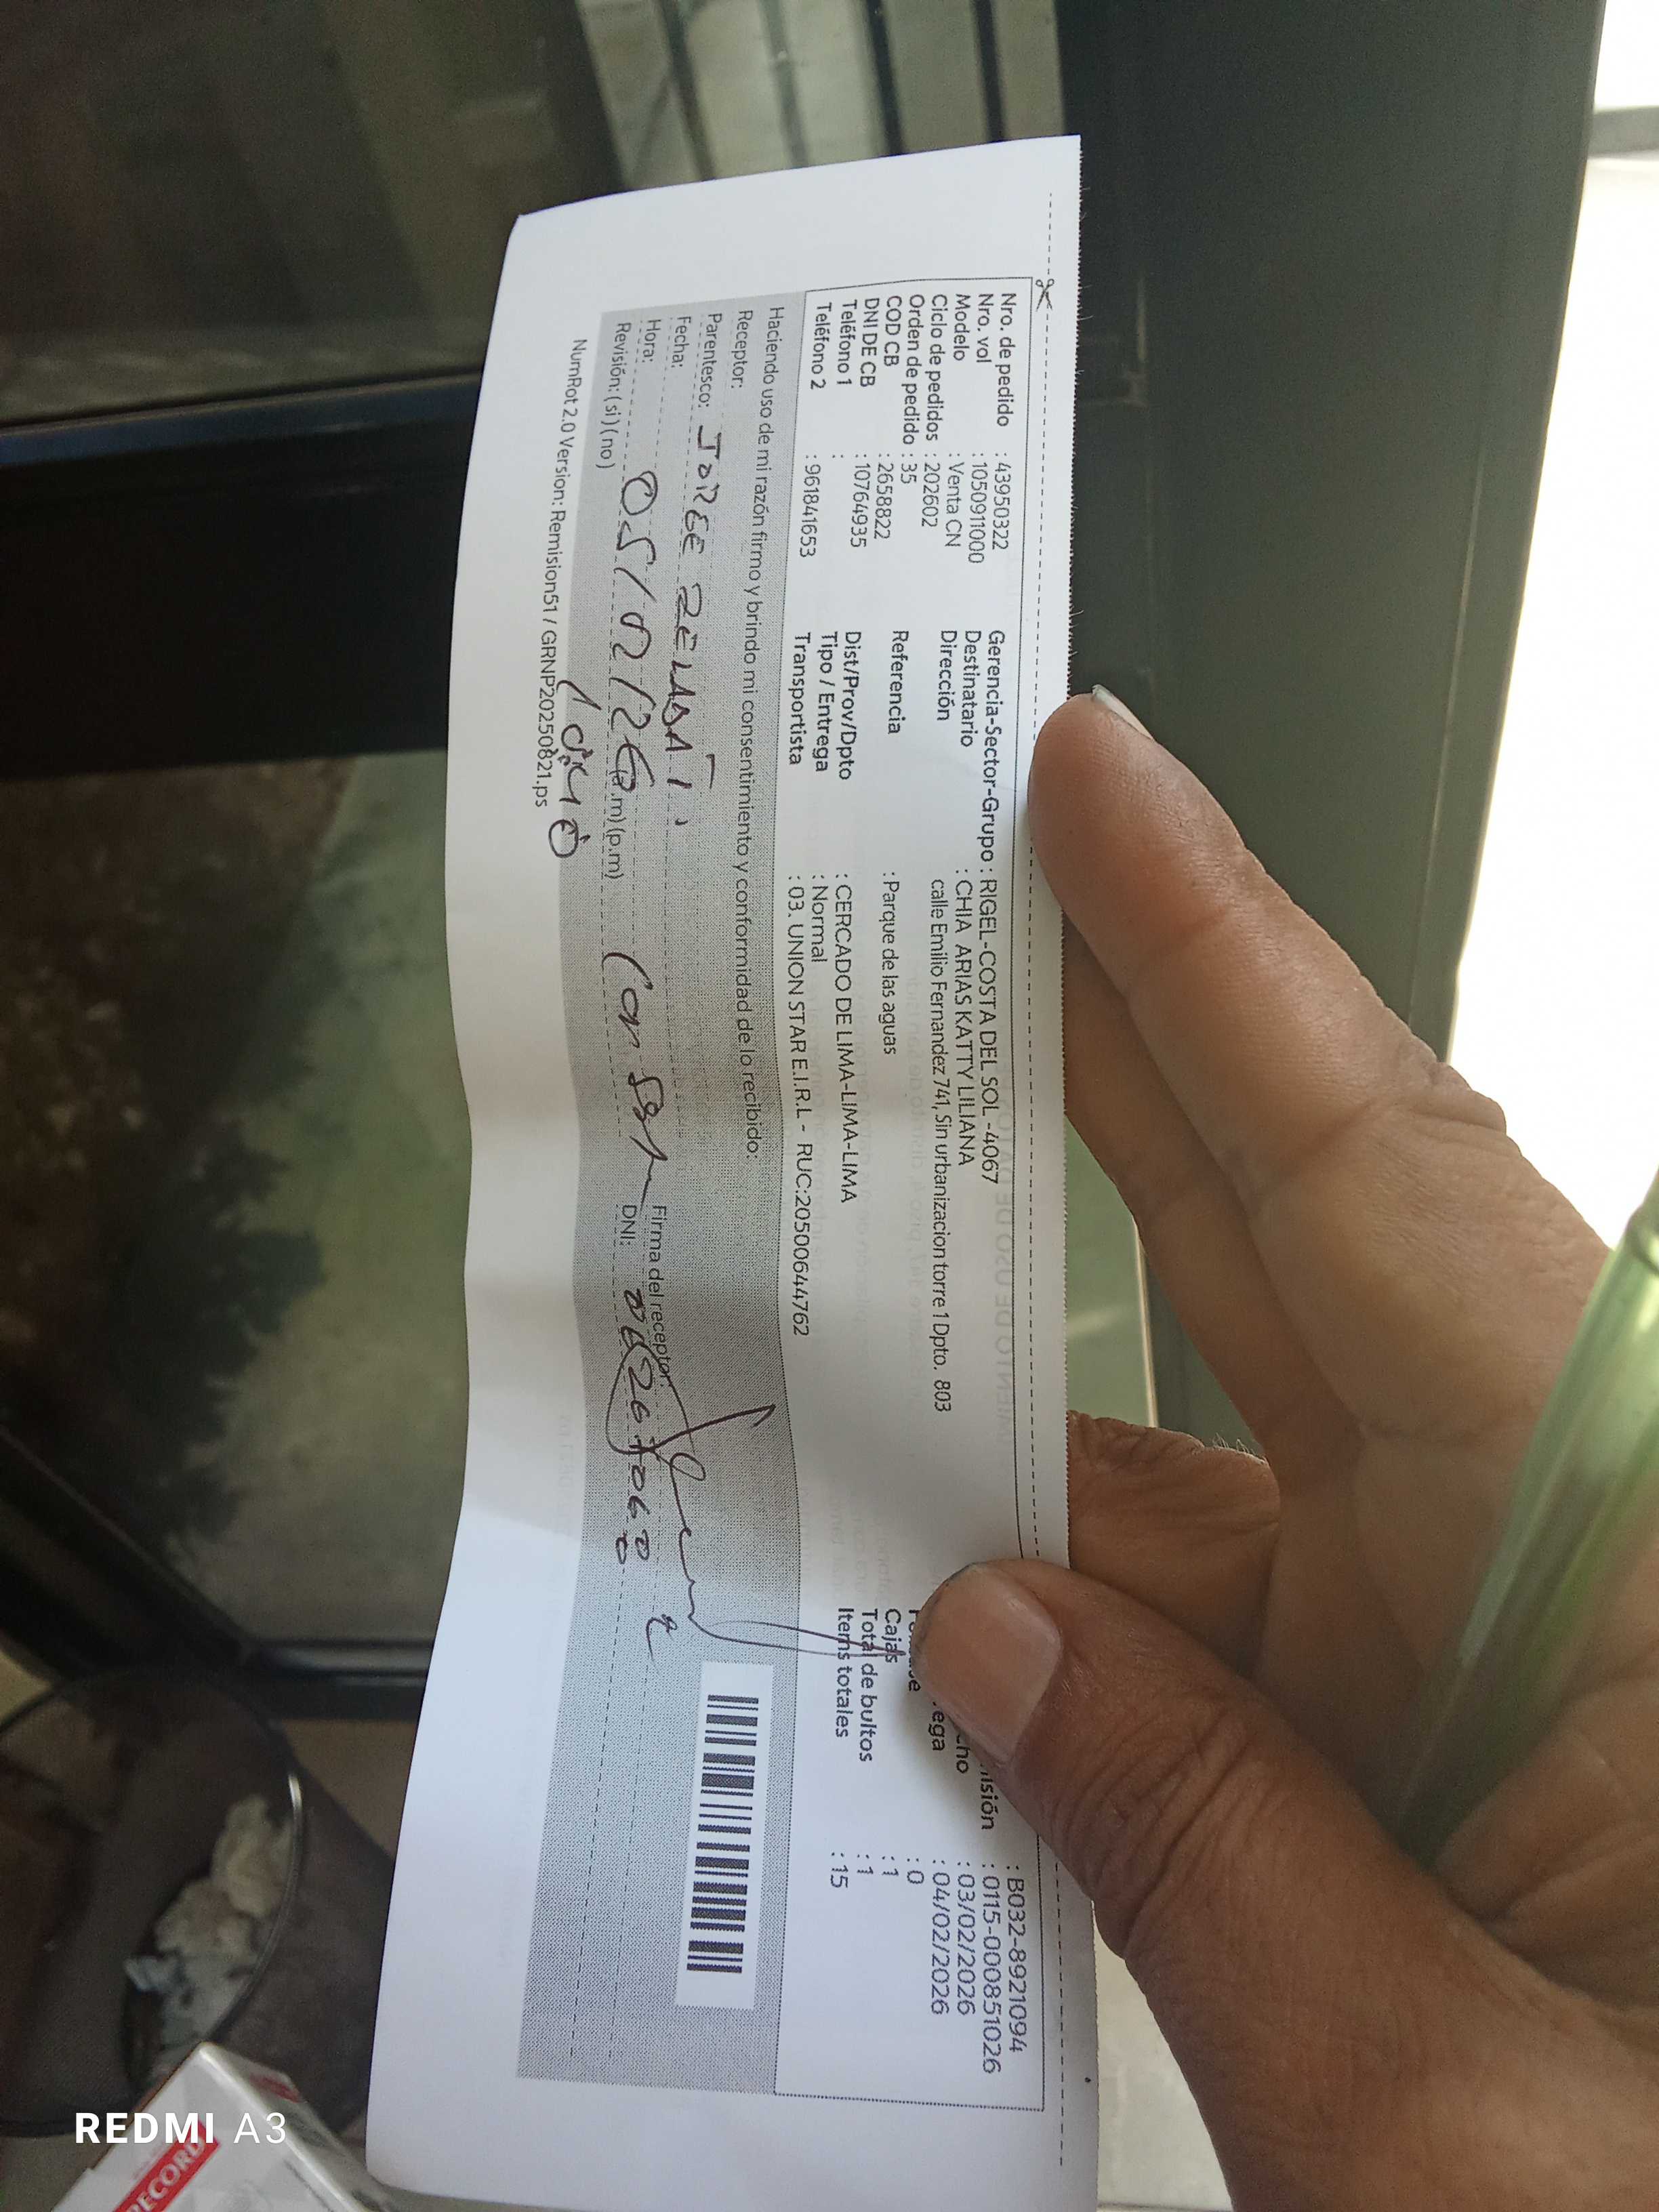 Nro. de pedido : 43950322
Nro. vol : 1050911000
Modelo : Venta CN
Ciclo de pedidos : 202602
Orden de pedido : 35
COD CB : 2658822
DNI DE CB : 10764935
Teléfono 1 :
Teléfono 2 : 961841653
Gerencia-Sector-Grupo : RIGEL-COSTA DEL SOL -4067
Destinatario : CHIA ARIAS KATTY LILIANA
Dirección calle Emilio Fernandez 741, Sin urbanizacion torre 1 Dpto. 803
Referencia : Parque de las aguas
Dist/Prov/Dpto : CERCADO DE LIMA-LIMA-LIMA
Tipo / Entrega : Normal
Transportista : 03. UNION STAR E.I.R.L - RUC:20500644762
: B032-8921094
: 0115-000851026
: 03/02/2026
: 04/02/2026
: 0
Cajas : 1
Total de bultos : 1
Items totales : 15
Haciendo uso de mi razón firmo y brindo mi consentimiento y conformidad de lo recibido:
Receptor:
Parentesco: JORGE
Fecha:
Hora: 05/02/26 (a.m) (p.m)
Revisión: (si) (no) 10:40
Firma del receptor:
DNI:
NumRot 2.0 Version: Remision51 / GRNP20250821.ps
REDMI A3
RECORD